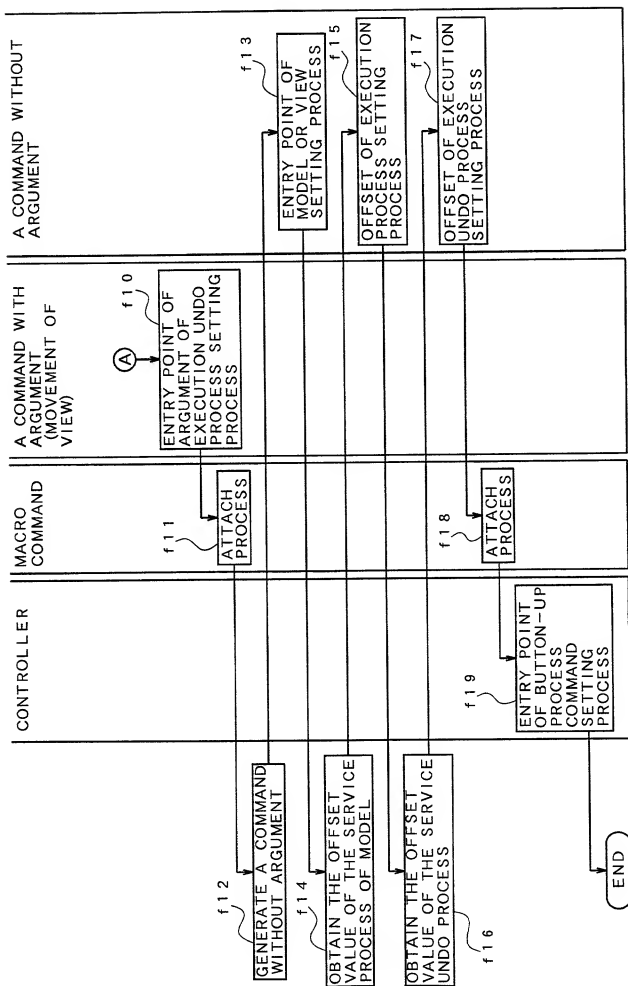 CONTROLLER
MACRO
COMMAND
A COMMAND WITH
ARGUMENT
(MOVEMENT OF
VIEW)
A COMMAND WITHOUT
ARGUMENT
A
f10
ENTRY POINT OF
ARGUMENT OF
EXECUTION UNDO
PROCESS SETTING
PROCESS
f11
ATTACH
PROCESS
f12
GENERATE A COMMAND
WITHOUT ARGUMENT
f13
ENTRY POINT OF
MODEL OR VIEW
SETTING PROCESS
f14
OBTAIN THE OFFSET
VALUE OF THE SERVICE
PROCESS OF MODEL
f15
OFFSET OF EXECUTION
PROCESS SETTING
PROCESS
f16
OBTAIN THE OFFSET
VALUE OF THE SERVICE
UNDO PROCESS
f17
OFFSET OF EXECUTION
UNDO PROCESS
SETTING PROCESS
f18
ATTACH
PROCESS
f19
ENTRY POINT
OF BUTTON-UP
PROCESS
COMMAND
SETTING
PROCESS
END